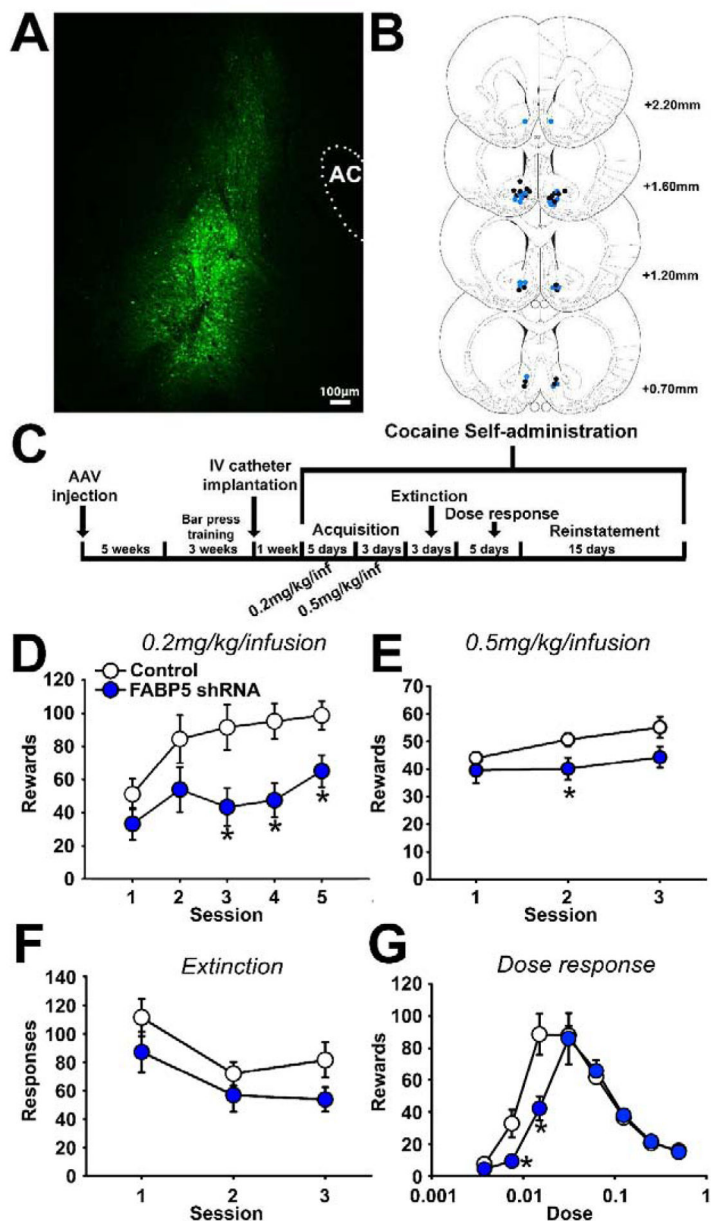 A
AC
100µm
B
+2.20mm
+1.60mm
+1.20mm
+0.70mm
C
Cocaine Self-administration
AAV injection
IV catheter implantation
Bar press training
Acquisition
Extinction
Dose response
Reinstatement
5 weeks
3 weeks
1 week
5 days
3 days
3 days
5 days
15 days
0.2mg/kg/inf
0.5mg/kg/inf
D
0.2mg/kg/infusion
Control
FABP5 shRNA
Rewards
120
100
80
60
40
20
0
*
*
*
1 2 3 4 5
Session
E
0.5mg/kg/infusion
Rewards
70
60
50
40
30
20
10
0
*
1 2 3
Session
F
Extinction
Responses
140
120
100
80
60
40
20
0
1 2 3
Session
G
Dose response
Rewards
120
100
80
60
40
20
0
*
*
0.001 0.01 0.1 1
Dose